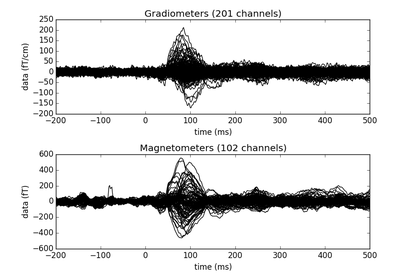 Gradiometers (201 channels)
250
200
150
100
50
0
−50
−100
−150
−200
data (fT/cm)
−200 −100 0 100 200 300 400 500
time (ms)
Magnetometers (102 channels)
600
400
200
0
−200
−400
−600
data (fT)
−200 −100 0 100 200 300 400 500
time (ms)